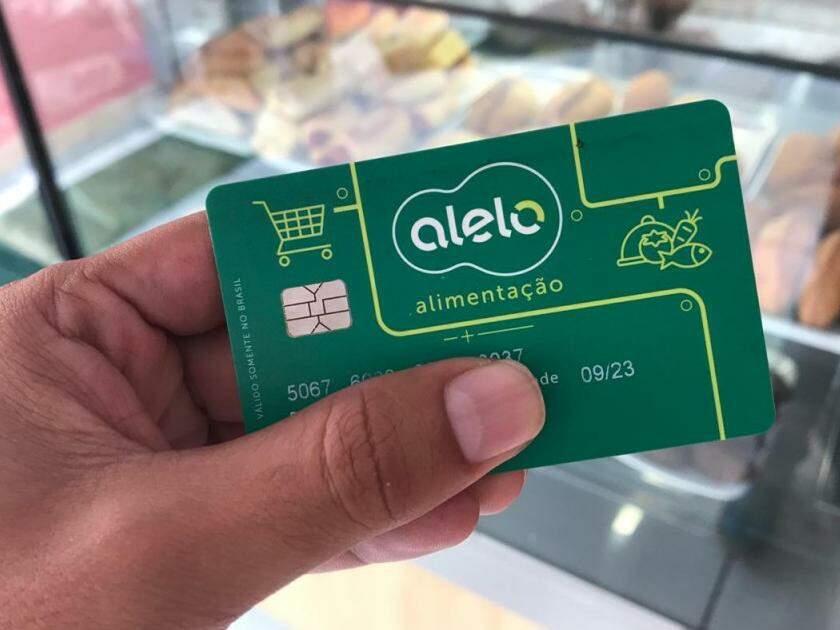 alelo
alimentação
VÁLIDO SOMENTE NO BRASIL
5067
09/23